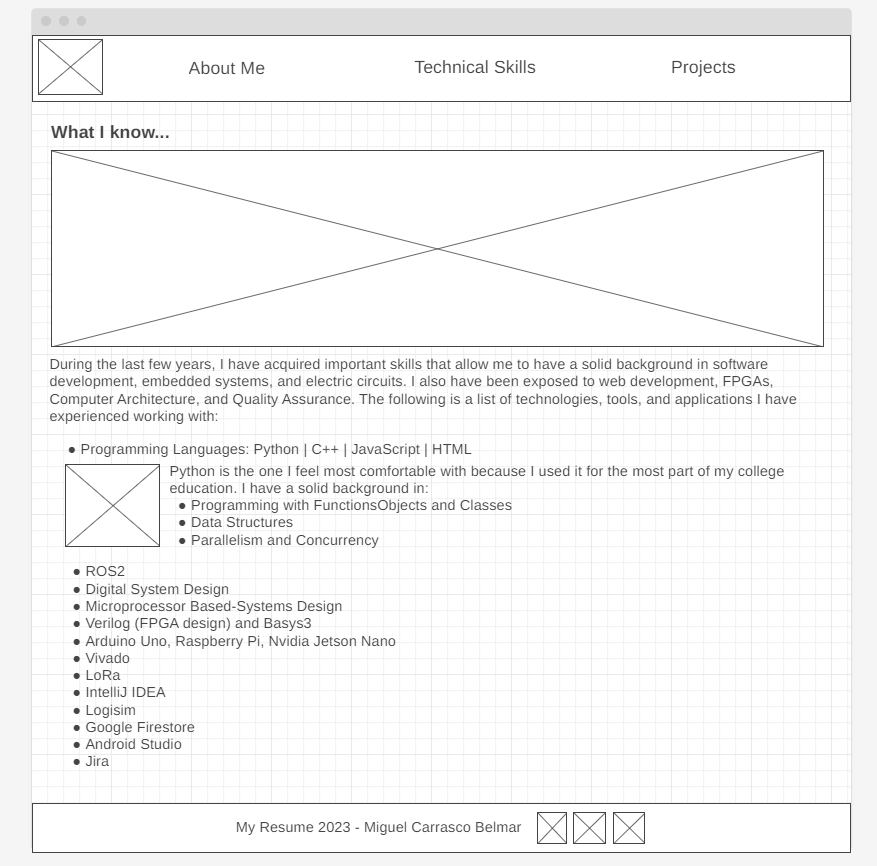 About Me
Technical Skills
Projects
What I know...
During the last few years, I have acquired important skills that allow me to have a solid background in software
development, embedded systems, and electric circuits. I also have been exposed to web development, FPGAs,
Computer Architecture, and Quality Assurance. The following is a list of technologies, tools, and applications I have
experienced working with:
● Programming Languages: Python | C++ | JavaScript | HTML
Python is the one I feel most comfortable with because I used it for the most part of my college
education. I have a solid background in:
● Programming with FunctionsObjects and Classes
● Data Structures
● Parallelism and Concurrency
● ROS2
● Digital System Design
● Microprocessor Based-Systems Design
● Verilog (FPGA design) and Basys3
● Arduino Uno, Raspberry Pi, Nvidia Jetson Nano
● Vivado
● LoRa
● IntelliJ IDEA
● Logisim
● Google Firestore
● Android Studio
● Jira
My Resume 2023 - Miguel Carrasco Belmar